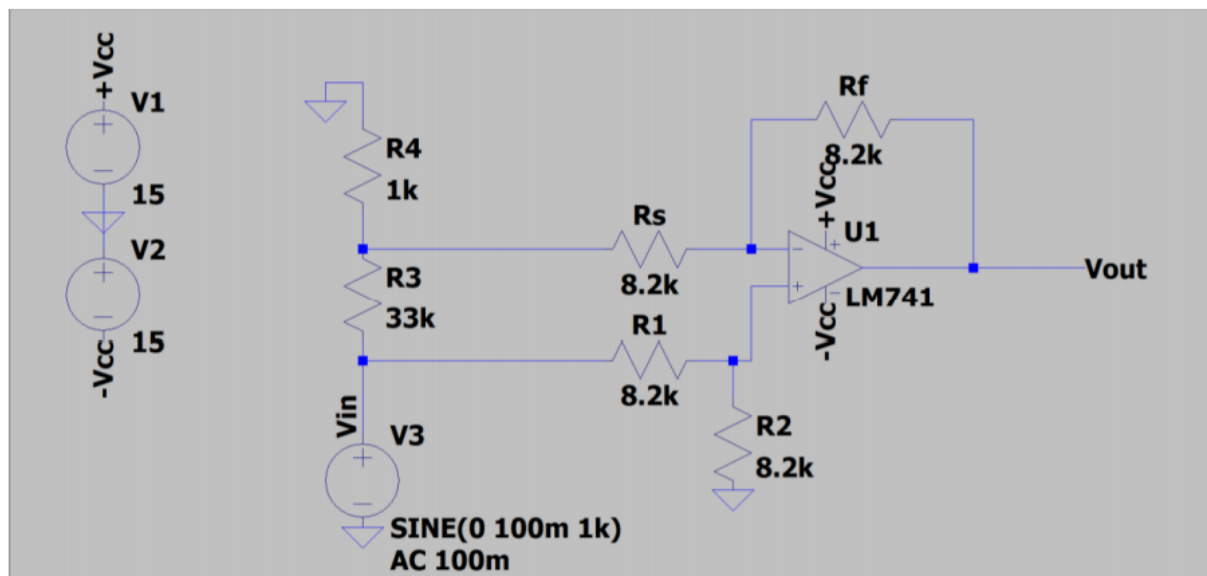 +Vcc
V1
15
V2
15
-Vcc
R4
1k
R3
33k
Vin
V3
SINE(0 100m 1k)
AC 100m
Rs
8.2k
R1
8.2k
R2
8.2k
Rf
8.2k
+Vcc
U1
LM741
-Vcc
Vout